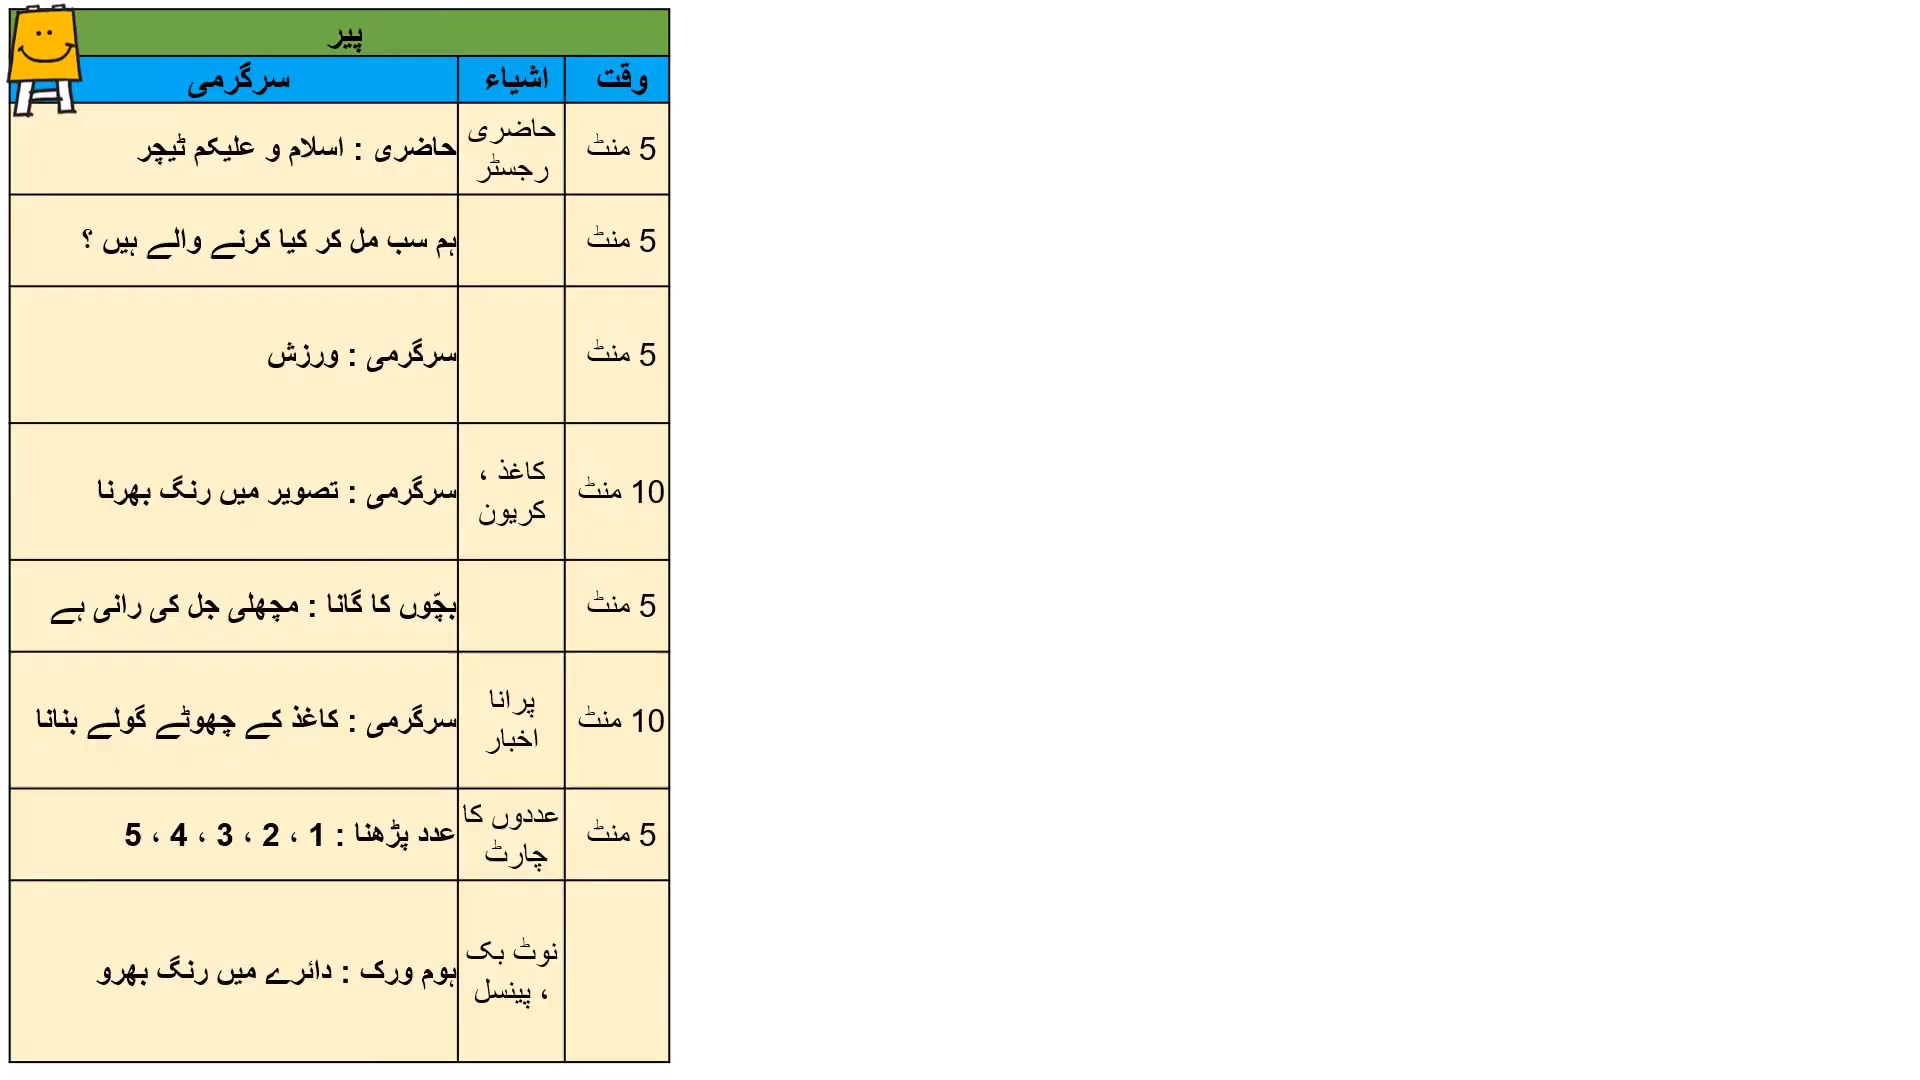 پیر
وقت اشیاء سرگرمی
5 منٹ حاضری رجسٹر حاضری : اسلام و علیکم ٹیچر
5 منٹ ہم سب مل کر کیا کرنے والے ہیں ؟
5 منٹ سرگرمی : ورزش
10 منٹ کاغذ ، کریون سرگرمی : تصویر میں رنگ بھرنا
5 منٹ بچّوں کا گانا : مچھلی جل کی رانی ہے
10 منٹ پرانا اخبار سرگرمی : کاغذ کے چھوٹے گولے بنانا
5 منٹ عددوں کا چارٹ عدد پڑھنا : 1 ، 2 ، 3 ، 4 ، 5
نوٹ بک ، پینسل ہوم ورک : دائرے میں رنگ بھرو